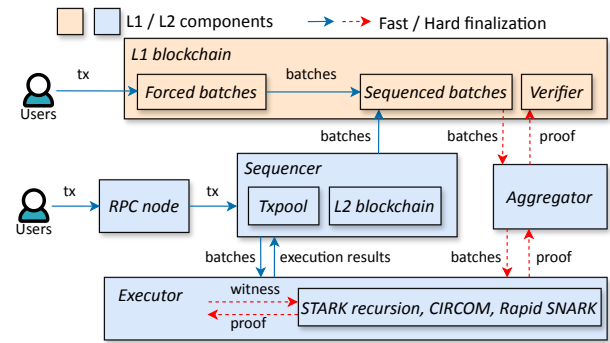 L1 / L2 components
Fast / Hard finalization
L1 blockchain
tx
batches
Forced batches
Sequenced batches
Verifier
Users
batches
batches
proof
Sequencer
tx
RPC node
tx
Txpool
L2 blockchain
Aggregator
Users
batches
execution results
batches
proof
Executor
witness
STARK recursion, CIRCOM, Rapid SNARK
proof